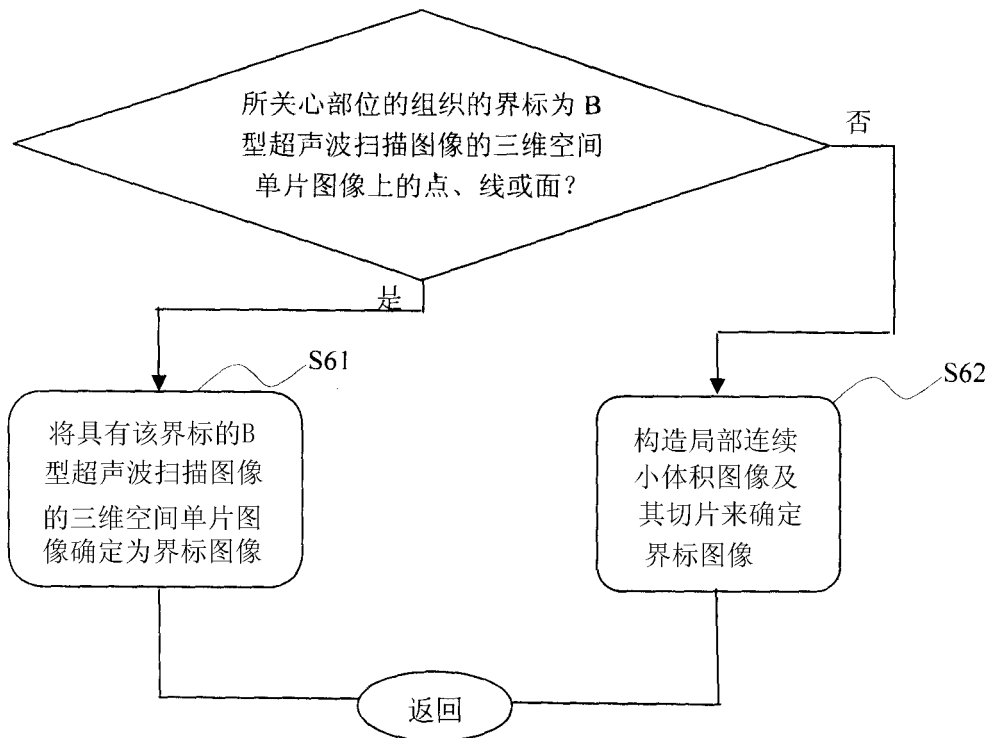 所关心部位的组织的界标为 B
型超声波扫描图像的三维空间
单片图像上的点、线或面？
否
是
S61
S62
将具有该界标的B
型超声波扫描图像
的三维空间单片图
像确定为界标图像
构造局部连续
小体积图像及
其切片来确定
界标图像
返回